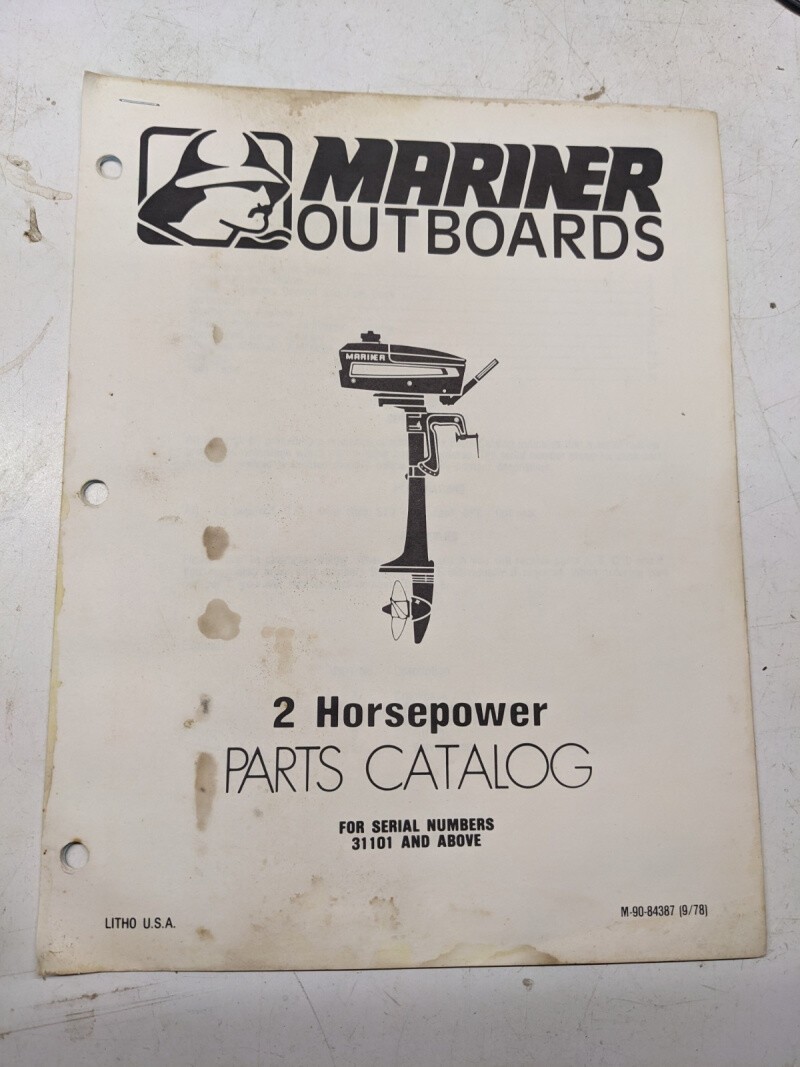 MARINER
OUTBOARDS
MARINER
2 Horsepower
PARTS CATALOG
FOR SERIAL NUMBERS
31101 AND ABOVE
LITHO U.S.A.
M-90-84387 (9/78)